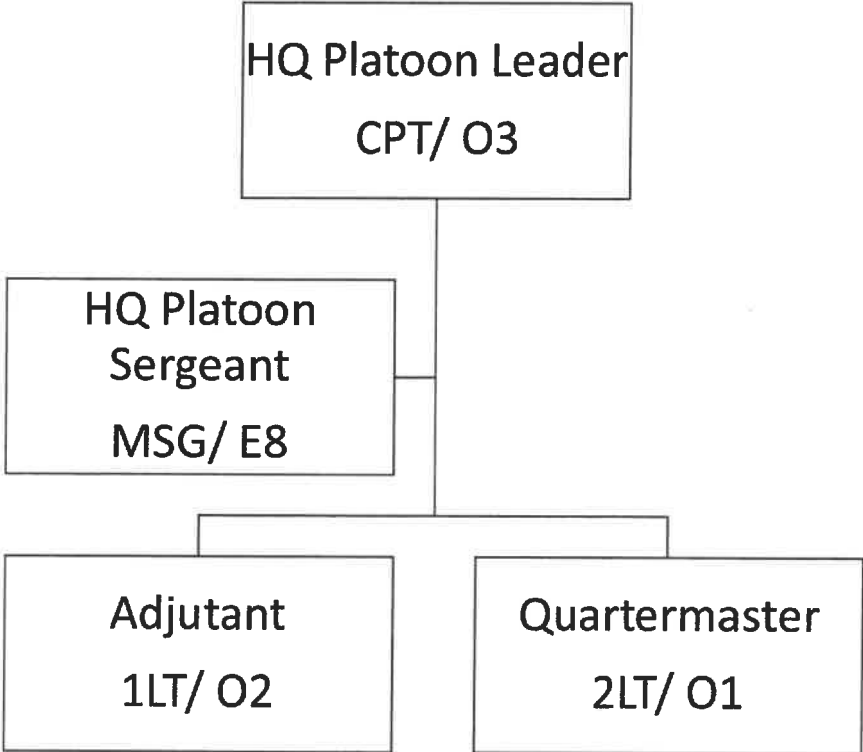 HQ Platoon Leader
CPT/ O3
HQ Platoon
Sergeant
MSG/ E8
Adjutant
1LT/ O2
Quartermaster
2LT/ O1